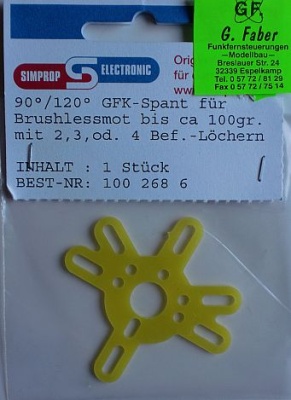 SIMPROP ELECTRONIC
S
Orig
für
www.
GF
G. Faber
Funkfernsteuerungen
-Modellbau-
Breslauer Str. 24
32339 Espelkamp
Tel. 0 57 72 / 81 29
Fax 0 57 72 / 75 14
90°/120° GFK-Spant für
Brushlessmot bis ca 100gr.
mit 2,3,od. 4 Bef.-Löchern
INHALT : 1 Stück
BEST-NR: 100 268 6